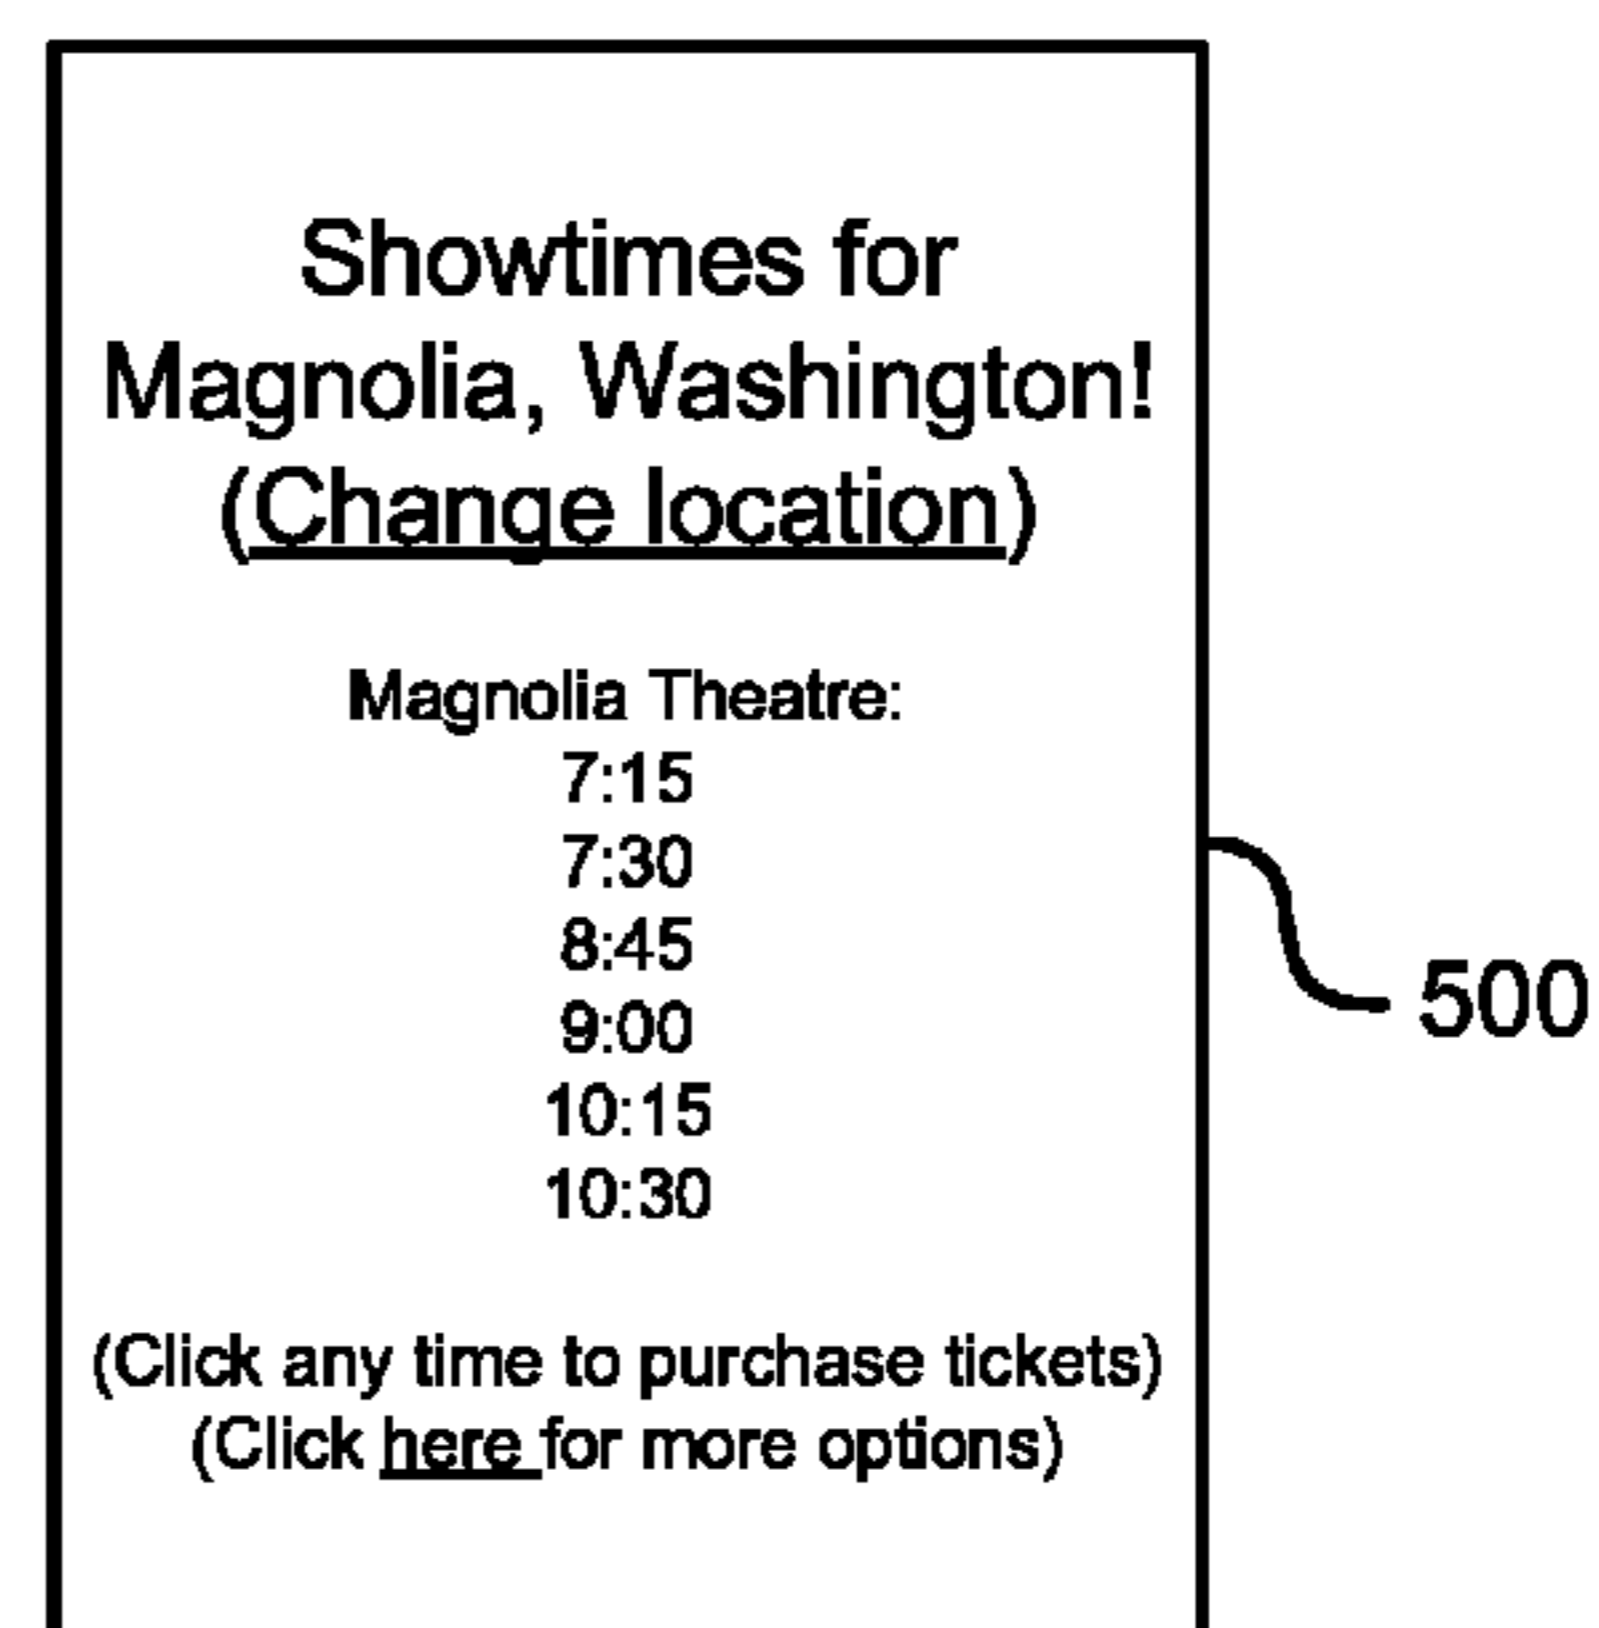 Showtimes for
Magnolia, Washington!
(Change location)
Magnolia Theatre:
7:15
7:30
8:45
9:00
10:15
10:30
(Click any time to purchase tickets)
(Click here for more options)
500